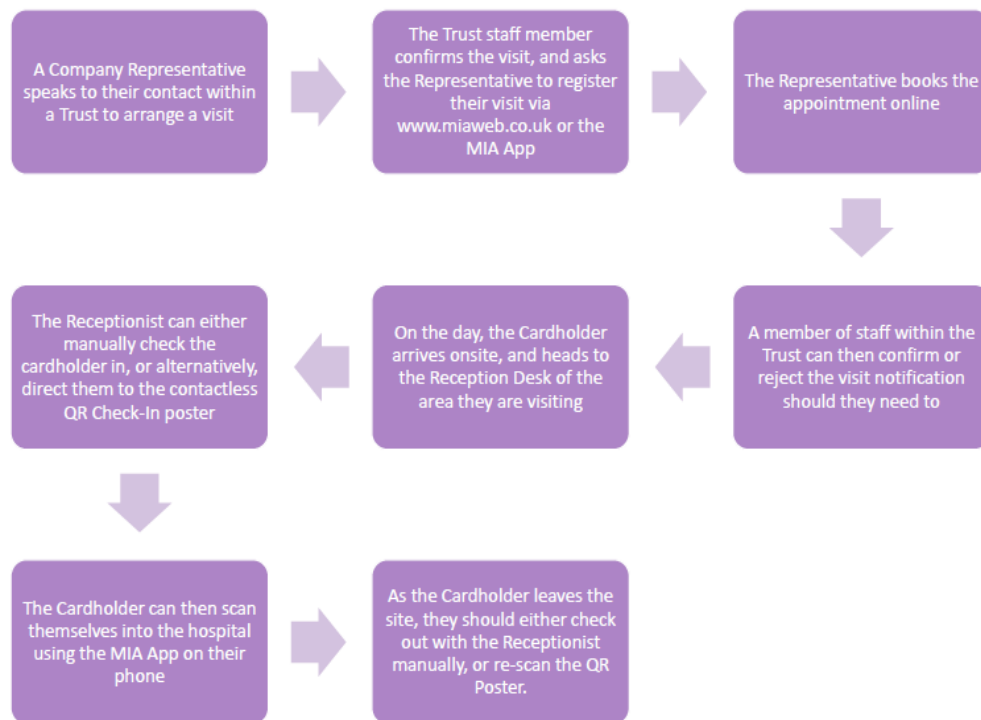 A Company Representative
speaks to their contact within
a Trust to arrange a visit
The Trust staff member
confirms the visit, and asks
the Representative to register
their visit via
www.miaweb.co.uk or the
MIA App
The Representative books the
appointment online
A member of staff within the
Trust can then confirm or
reject the visit notification
should they need to
On the day, the Cardholder
arrives onsite, and heads to
the Reception Desk of the
area they are visiting
The Receptionist can either
manually check the
cardholder in, or alternatively,
direct them to the contactless
QR Check-In poster
The Cardholder can then scan
themselves into the hospital
using the MIA App on their
phone
As the Cardholder leaves the
site, they should either check
out with the Receptionist
manually, or re-scan the QR
Poster.